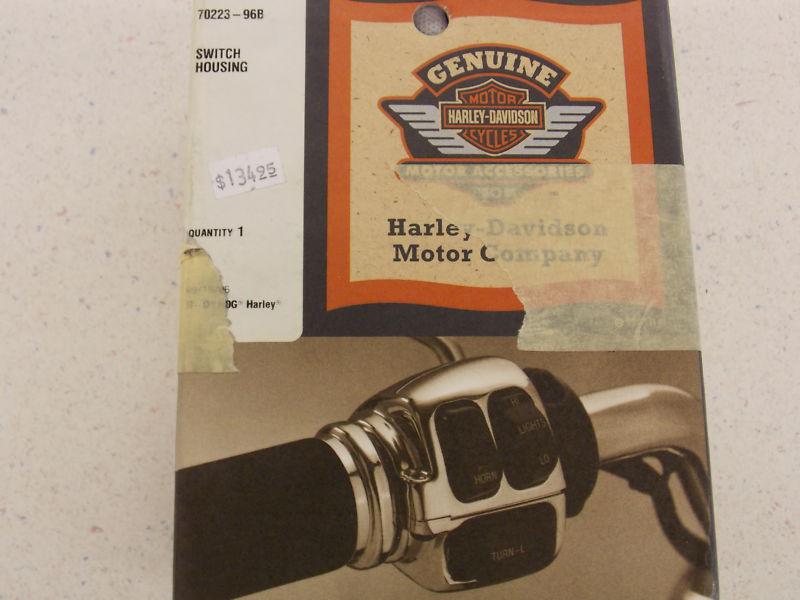 70223-96B
SWITCH
HOUSING
$134.95
QUANTITY 1
Harley®
GENUINE
MOTOR
HARLEY-DAVIDSON
CYCLES
MOTOR ACCESSORIES
Harley-Davidson
Motor Company
HI
LIGHTS
LO
HORN
TURN-L